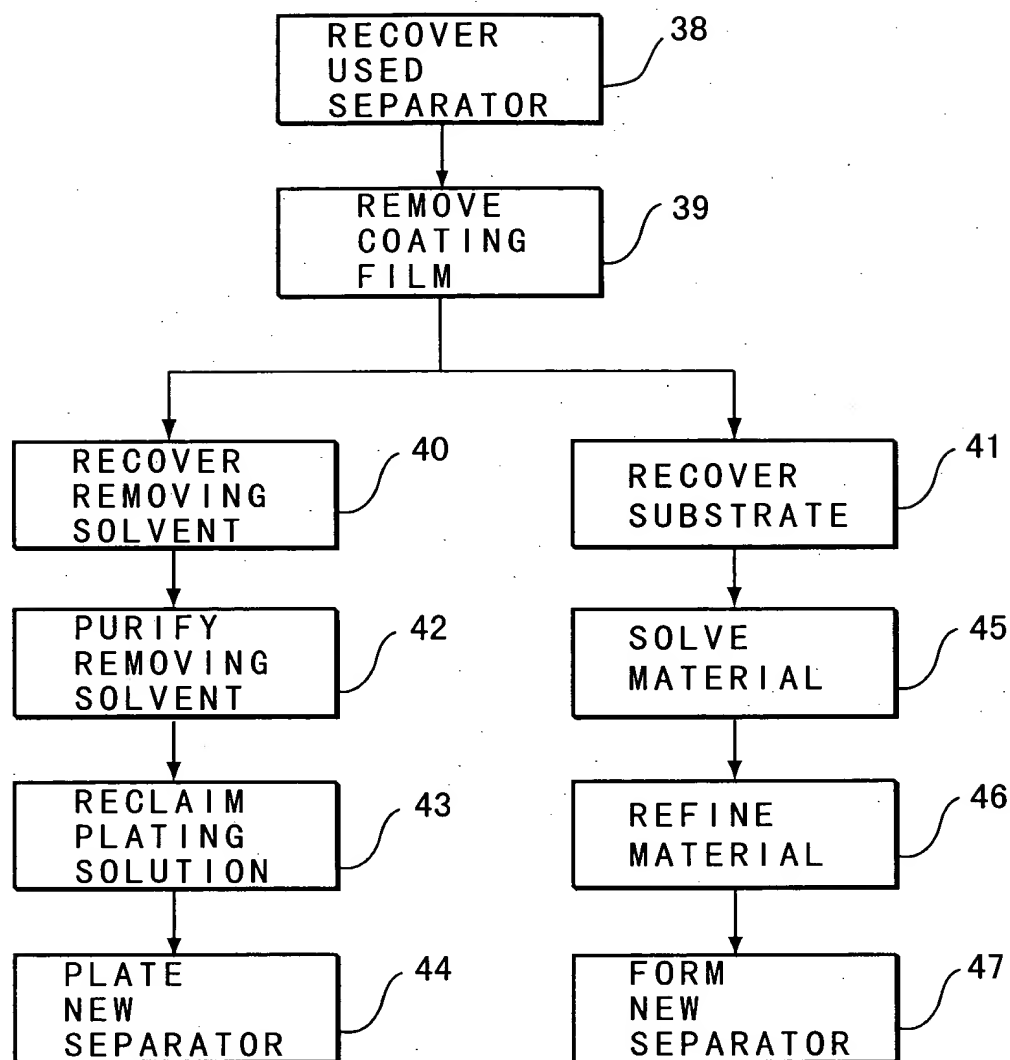 RECOVER
USED
SEPARATOR
38
REMOVE
COATING
FILM
39
RECOVER
REMOVING
SOLVENT
40
RECOVER
SUBSTRATE
41
PURIFY
REMOVING
SOLVENT
42
SOLVE
MATERIAL
45
RECLAIM
PLATING
SOLUTION
43
REFINE
MATERIAL
46
PLATE
NEW
SEPARATOR
44
FORM
NEW
SEPARATOR
47